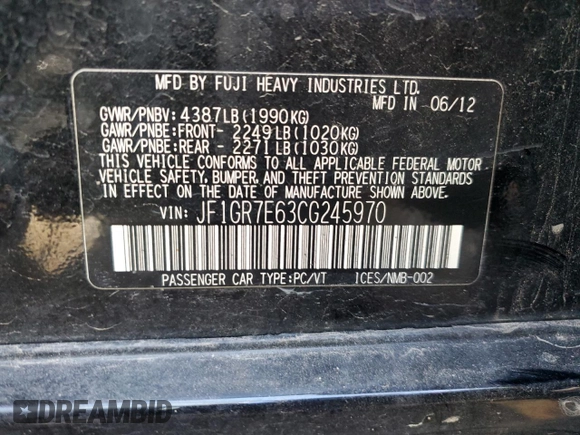 MFD BY FUJI HEAVY INDUSTRIES LTD.
MFD IN 06/12
GVWR/PNBV: 4387LB(1990KG)
GAWR/PNBE:FRONT- 2249LB(1020KG)
GAWR/PNBE:REAR - 2271LB(1030KG)
THIS VEHICLE CONFORMS TO ALL APPLICABLE FEDERAL MOTOR
VEHICLE SAFETY, BUMPER, AND THEFT PREVENTION STANDARDS
IN EFFECT ON THE DATE OF MANUFACTURE SHOWN ABOVE.
VIN: JF1GR7E63CG245970
PASSENGER CAR TYPE:PC/VT ICES/NMB-002
DREAMBID